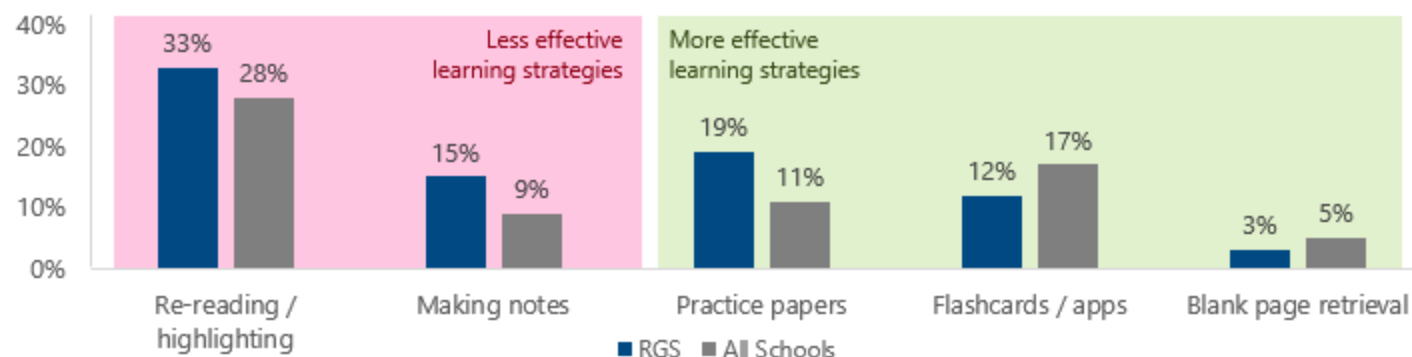 40%
30%
20%
10%
0%
Less effective
learning strategies
More effective
learning strategies
33%
28%
15%
9%
19%
11%
12%
17%
3%
5%
Re-reading /
highlighting
Making notes
Practice papers
Flashcards / apps
Blank page retrieval
RGS
All Schools